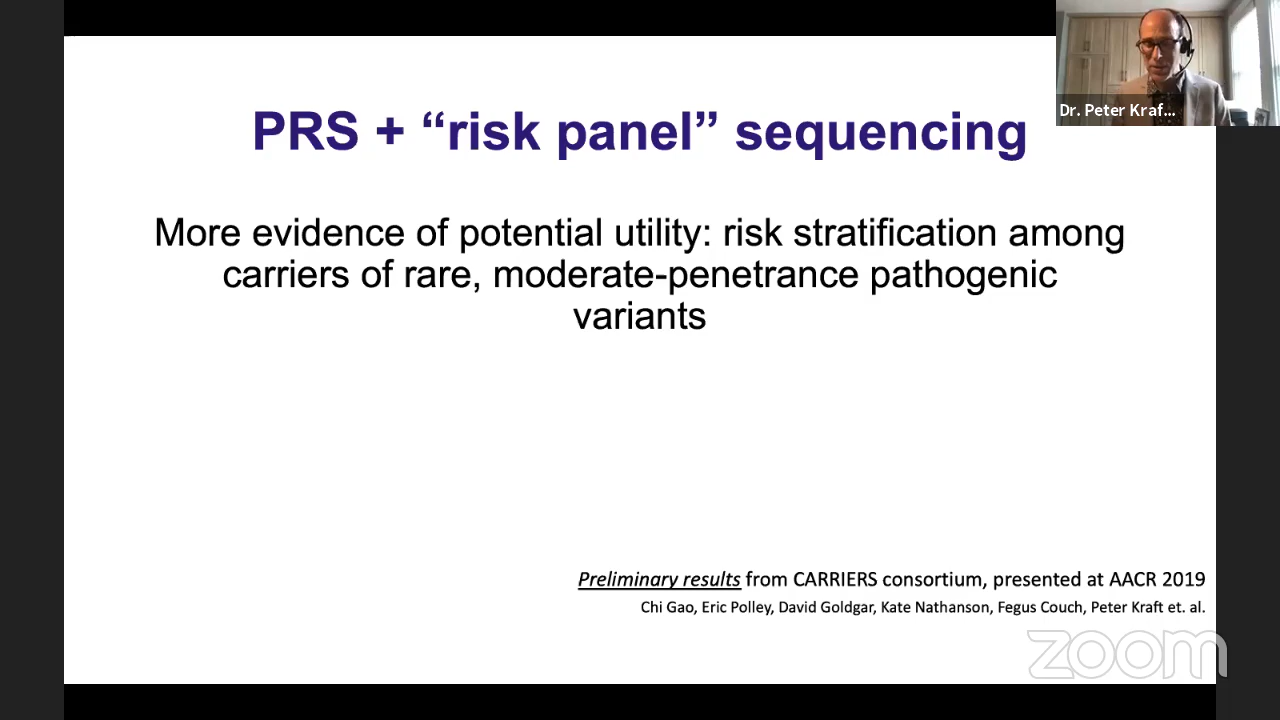 Dr. Peter Kraf...
PRS + “risk panel” sequencing
More evidence of potential utility: risk stratification among
carriers of rare, moderate-penetrance pathogenic
variants
Preliminary results from CARRIERS consortium, presented at AACR 2019
Chi Gao, Eric Polley, David Goldgar, Kate Nathanson, Fegus Couch, Peter Kraft et. al.
zoom